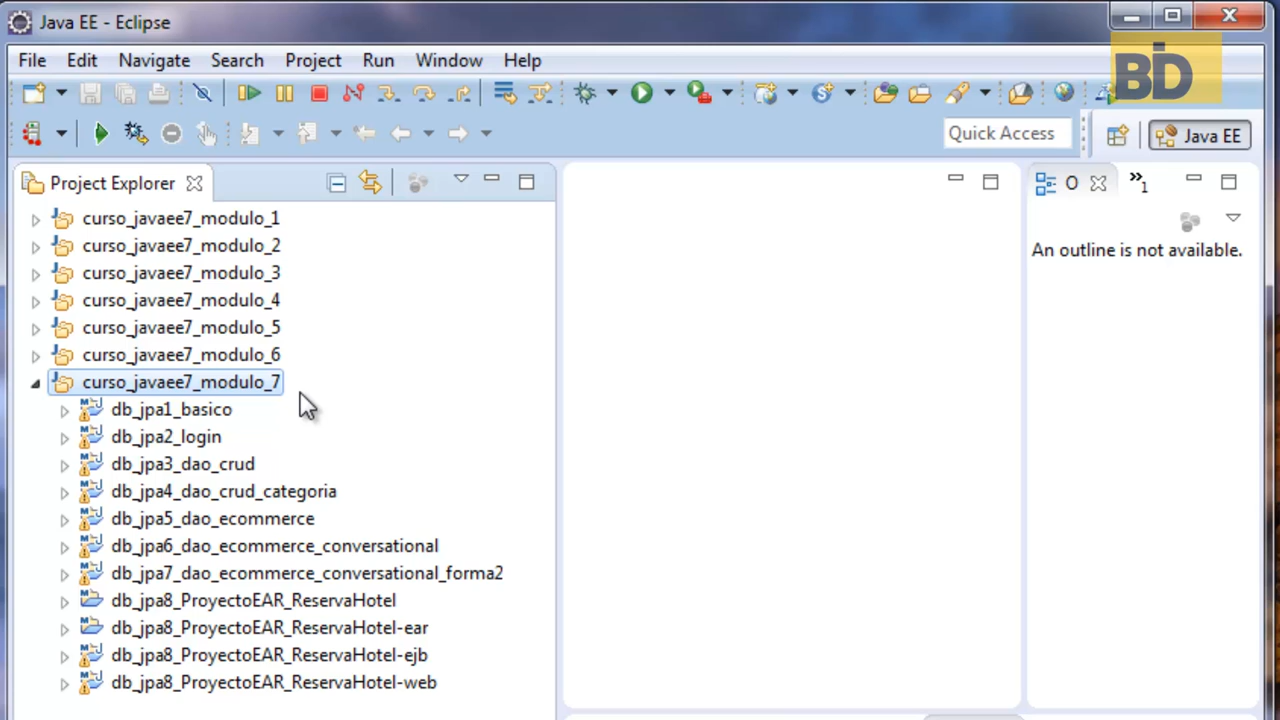 Java EE - Eclipse
File Edit Navigate Search Project Run Window Help
BD
Quick Access
Java EE
Project Explorer
O
»1
curso_javaee7_modulo_1
curso_javaee7_modulo_2
curso_javaee7_modulo_3
curso_javaee7_modulo_4
curso_javaee7_modulo_5
curso_javaee7_modulo_6
curso_javaee7_modulo_7
db_jpa1_basico
db_jpa2_login
db_jpa3_dao_crud
db_jpa4_dao_crud_categoria
db_jpa5_dao_ecommerce
db_jpa6_dao_ecommerce_conversational
db_jpa7_dao_ecommerce_conversational_forma2
db_jpa8_ProyectoEAR_ReservaHotel
db_jpa8_ProyectoEAR_ReservaHotel-ear
db_jpa8_ProyectoEAR_ReservaHotel-ejb
db_jpa8_ProyectoEAR_ReservaHotel-web
An outline is not available.